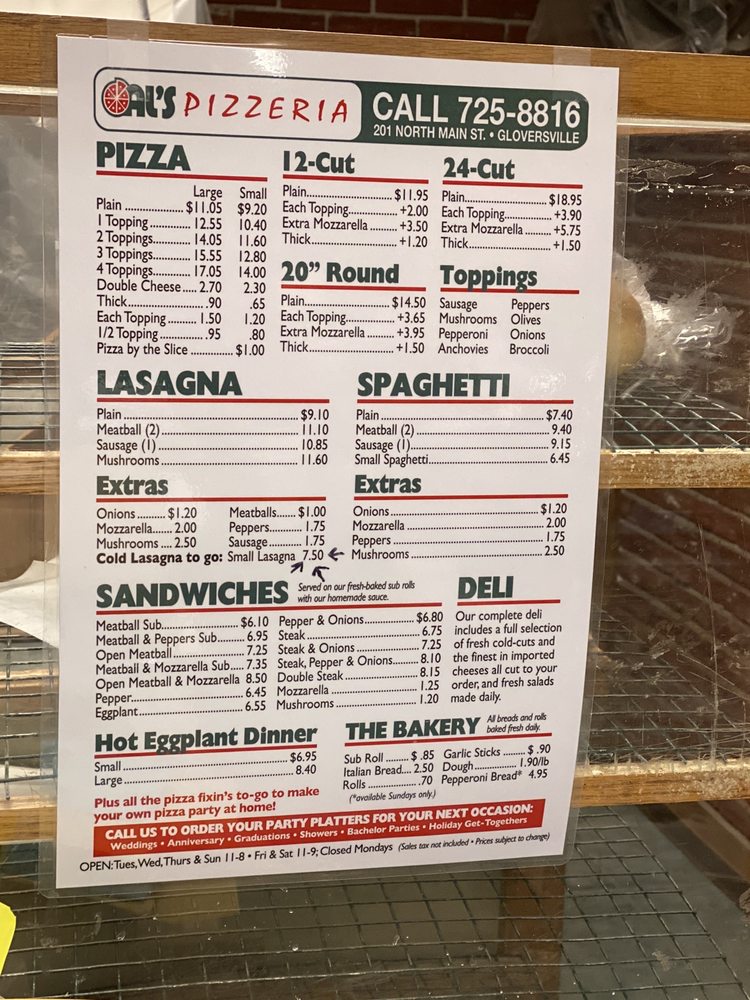 CAL'S PIZZERIA
CALL 725-8816
201 NORTH MAIN ST. • GLOVERSVILLE
PIZZA
Large Small
Plain .................. $11.05 $9.20
1 Topping............ 12.55 10.40
2 Toppings.......... 14.05 11.60
3 Toppings.......... 15.55 12.80
4 Toppings.......... 17.05 14.00
Double Cheese.... 2.70 2.30
Thick.................... .90 .65
Each Topping ........ 1.50 1.20
1/2 Topping ............ .95 .80
Pizza by the Slice ............ $1.00
12-Cut
Plain............................ $11.95
Each Topping............... +2.00
Extra Mozzarella ........ +3.50
Thick........................... +1.20
24-Cut
Plain............................ $18.95
Each Topping............... +3.90
Extra Mozzarella ........ +5.75
Thick........................... +1.50
20" Round
Plain............................ $14.50
Each Topping............... +3.65
Extra Mozzarella ........ +3.95
Thick........................... +1.50
Toppings
Sausage Peppers
Mushrooms Olives
Pepperoni Onions
Anchovies Broccoli
LASAGNA
Plain ........................................ $9.10
Meatball (2) ............................ 11.10
Sausage (1) ............................ 10.85
Mushrooms ............................ 11.60
SPAGHETTI
Plain ........................................ $7.40
Meatball (2) ............................ 9.40
Sausage (1)............................. 9.15
Small Spaghetti........................ 6.45
Extras
Onions ......... $1.20 Meatballs...... $1.00
Mozzarella...... 2.00 Peppers.......... 1.75
Mushrooms .... 2.50 Sausage.......... 1.75
Cold Lasagna to go: Small Lasagna 7.50
Extras
Onions ........................................ $1.20
Mozzarella .................................. 2.00
Peppers ...................................... 1.75
Mushrooms ................................ 2.50
SANDWICHES
Served on our fresh-baked sub rolls
with our homemade sauce.
Meatball Sub...................... $6.10
Meatball & Peppers Sub........ 6.95
Open Meatball.................... 7.25
Meatball & Mozzarella Sub.... 7.35
Open Meatball & Mozzarella 8.50
Pepper............................... 6.45
Eggplant............................. 6.55
Pepper & Onions.............. $6.80
Steak ................................ 6.75
Steak & Onions ................ 7.25
Steak, Pepper & Onions....... 8.10
Double Steak .................... 8.15
Mozzarella ........................ 1.25
Mushrooms........................ 1.20
DELI
Our complete deli
includes a full selection
of fresh cold-cuts and
the finest in imported
cheeses all cut to your
order, and fresh salads
made daily.
Hot Eggplant Dinner
Small ........................................ $6.95
Large ........................................ 8.40
Plus all the pizza fixin's to-go to make
your own pizza party at home!
THE BAKERY
All breads and rolls
baked fresh daily.
Sub Roll ........ $ .85 Garlic Sticks ........ $ .90
Italian Bread.... 2.50 Dough................ 1.90/lb
Rolls ................ .70 Pepperoni Bread* 4.95
(*available Sundays only.)
CALL US TO ORDER YOUR PARTY PLATTERS FOR YOUR NEXT OCCASION:
Weddings • Anniversary • Graduations • Showers • Bachelor Parties • Holiday Get-Togethers
OPEN: Tues, Wed, Thurs & Sun 11-8 • Fri & Sat 11-9; Closed Mondays (Sales tax not included • Prices subject to change)